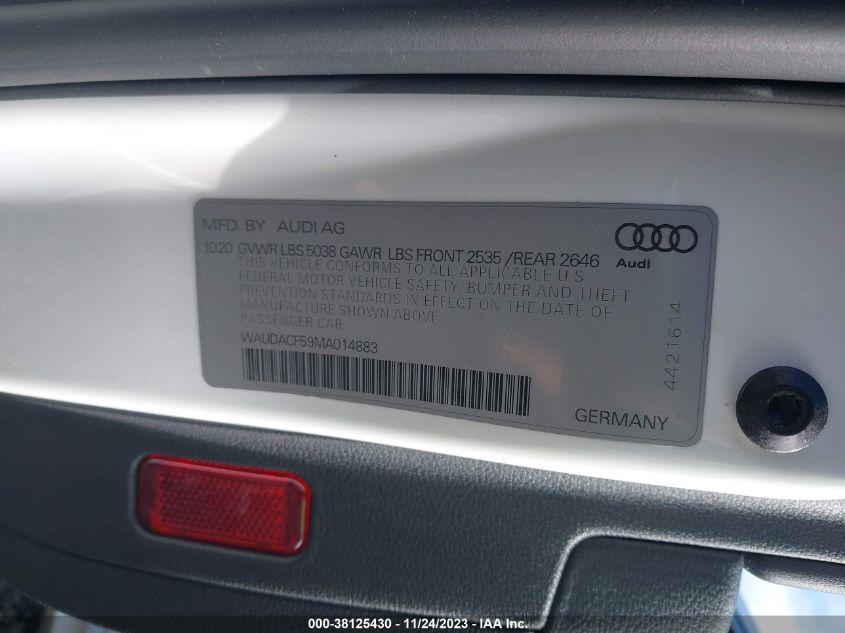 MFD. BY AUDI AG
10.20 GVWR LBS 5038 GAWR LBS FRONT 2535 /REAR 2646
THIS VEHICLE CONFORMS TO ALL APPLICABLE U S
FEDERAL MOTOR VEHICLE SAFETY, BUMPER AND THEFT
PREVENTION STANDARDS IN EFFECT ON THE DATE OF
MANUFACTURE SHOWN ABOVE
PASSENGER CAR
WAUDACF59MA014883
Audi
4421614
GERMANY
000-38125430 - 11/24/2023 - IAAI.com